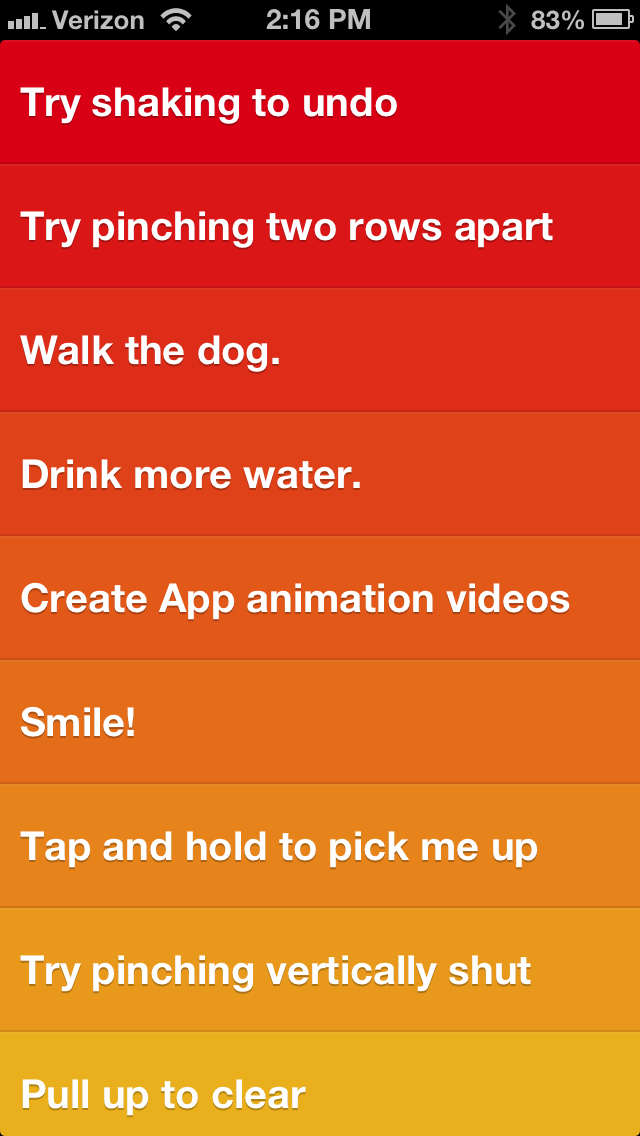 Verizon 2:16 PM 83%
Try shaking to undo
Try pinching two rows apart
Walk the dog.
Drink more water.
Create App animation videos
Smile!
Tap and hold to pick me up
Try pinching vertically shut
Pull up to clear